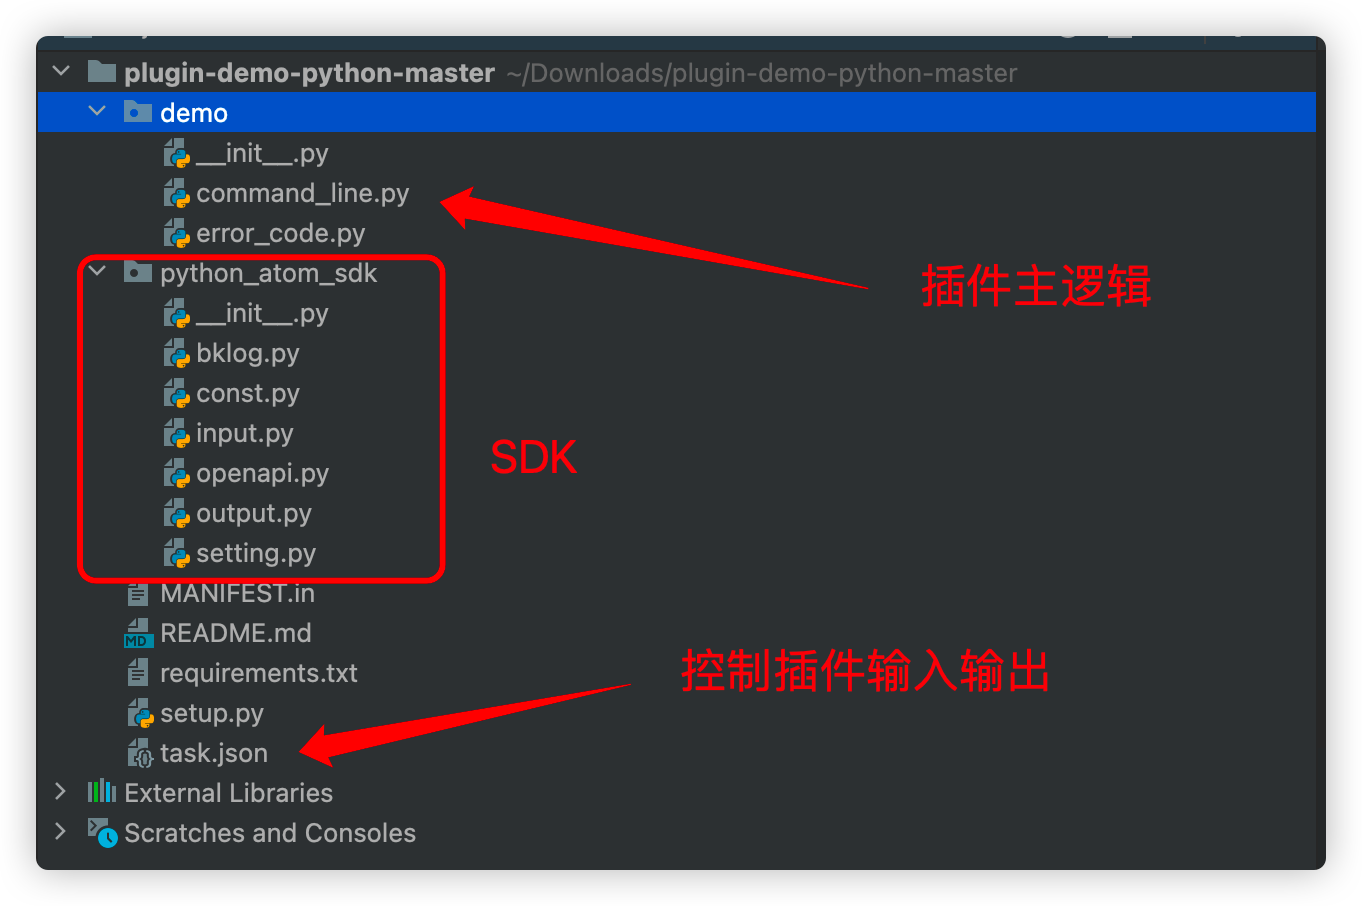 plugin-demo-python-master ~/Downloads/plugin-demo-python-master
demo
__init__.py
command_line.py
error_code.py
插件主逻辑
python_atom_sdk
__init__.py
bklog.py
const.py
input.py
SDK
openapi.py
output.py
setting.py
MANIFEST.in
MD README.md
控制插件输入输出
requirements.txt
setup.py
task.json
External Libraries
Scratches and Consoles